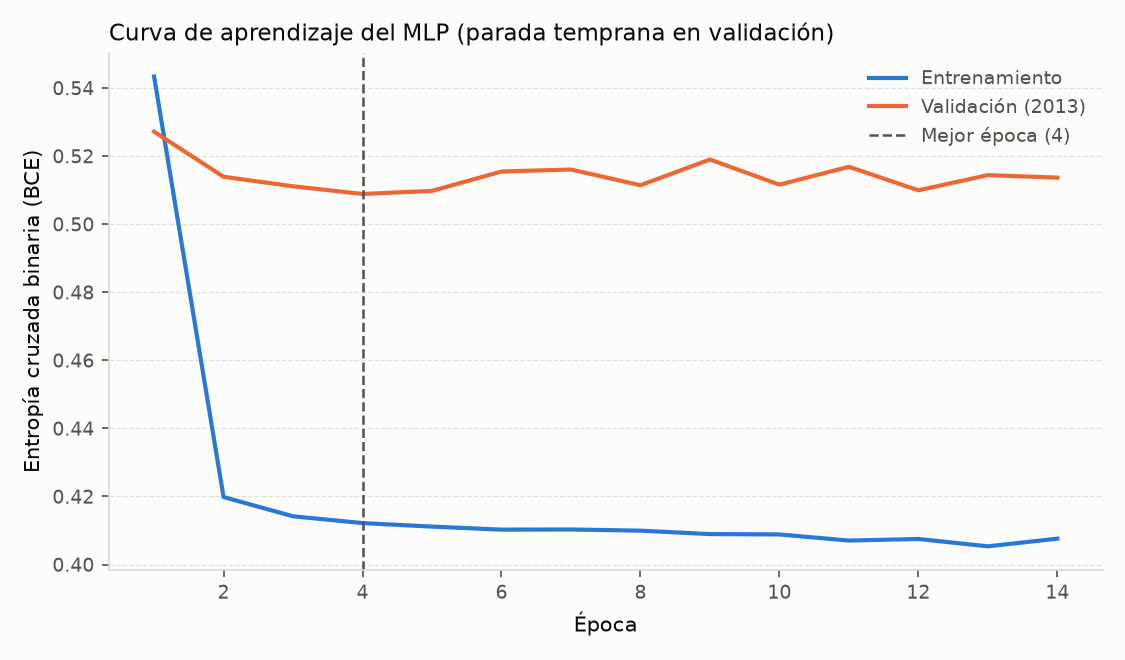 Curva de aprendizaje del MLP (parada temprana en validación)
Entrenamiento
Validación (2013)
Mejor época (4)
Entropía cruzada binaria (BCE)
0.54
0.52
0.50
0.48
0.46
0.44
0.42
0.40
2 4 6 8 10 12 14
Época